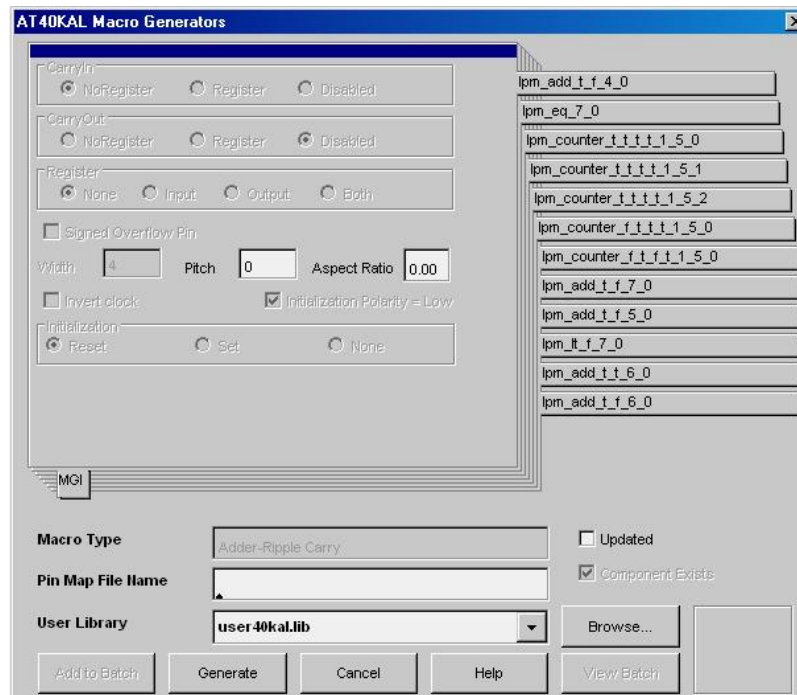 AT40KAL Macro Generators
CarryIn
NoRegister Register Disabled
CarryOut
NoRegister Register Disabled
Register
None Input Output Both
Signed Overflow Pin
Width 4 Pitch 0 Aspect Ratio 0.00
Invert clock Initialization Polarity = Low
Initialization
Reset Set None
MGI
lpm_add_t_f_4_0
lpm_eq_7_0
lpm_counter_t_t_t_t_1_5_0
lpm_counter_t_t_t_t_1_5_1
lpm_counter_t_t_t_t_1_5_2
lpm_counter_f_t_t_t_1_5_0
lpm_counter_f_t_f_t_1_5_0
lpm_add_t_f_7_0
lpm_add_t_f_5_0
lpm_lt_f_7_0
lpm_add_t_t_6_0
lpm_add_t_f_6_0
Macro Type Adder-Ripple Carry Updated
Pin Map File Name Component Exists
User Library user40kal.lib Browse...
Add to Batch Generate Cancel Help View Batch